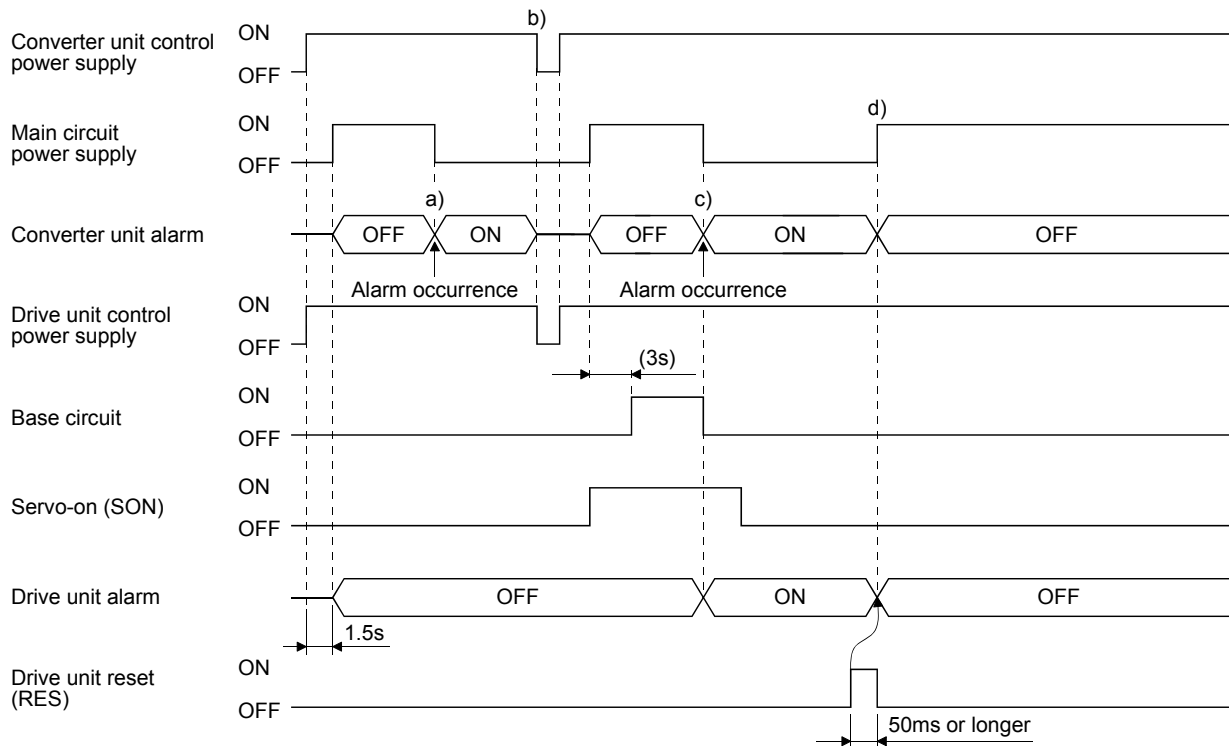 b)
Converter unit control
power supply
ON
OFF
Main circuit
power supply
ON
OFF
d)
a)
c)
Converter unit alarm
OFF
ON
OFF
ON
OFF
Alarm occurrence
Alarm occurrence
Drive unit control
power supply
ON
OFF
(3s)
Base circuit
ON
OFF
Servo-on (SON)
ON
OFF
Drive unit alarm
OFF
ON
OFF
1.5s
Drive unit reset
(RES)
ON
OFF
50ms or longer